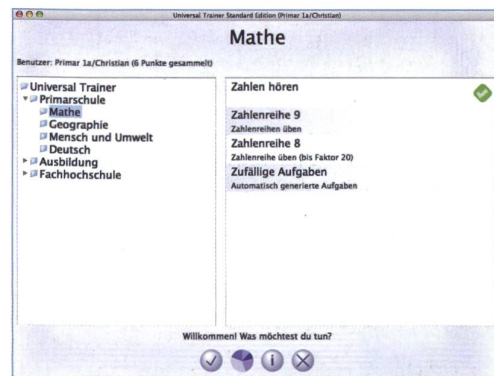 Universal Trainer Standard Edition (Primar 1a/Christian)
Mathe
Benutzer: Primar 1a/Christian (6 Punkte gesammelt)
Universal Trainer
Primarschule
Mathe
Geographie
Mensch und Umwelt
Deutsch
Ausbildung
Fachhochschule
Zahlen hören
Zahlenreihe 9
Zahlenreihen üben
Zahlenreihe 8
Zahlenreihe üben (bis Faktor 20)
Zufällige Aufgaben
Automatisch generierte Aufgaben
Willkommen! Was möchtest du tun?